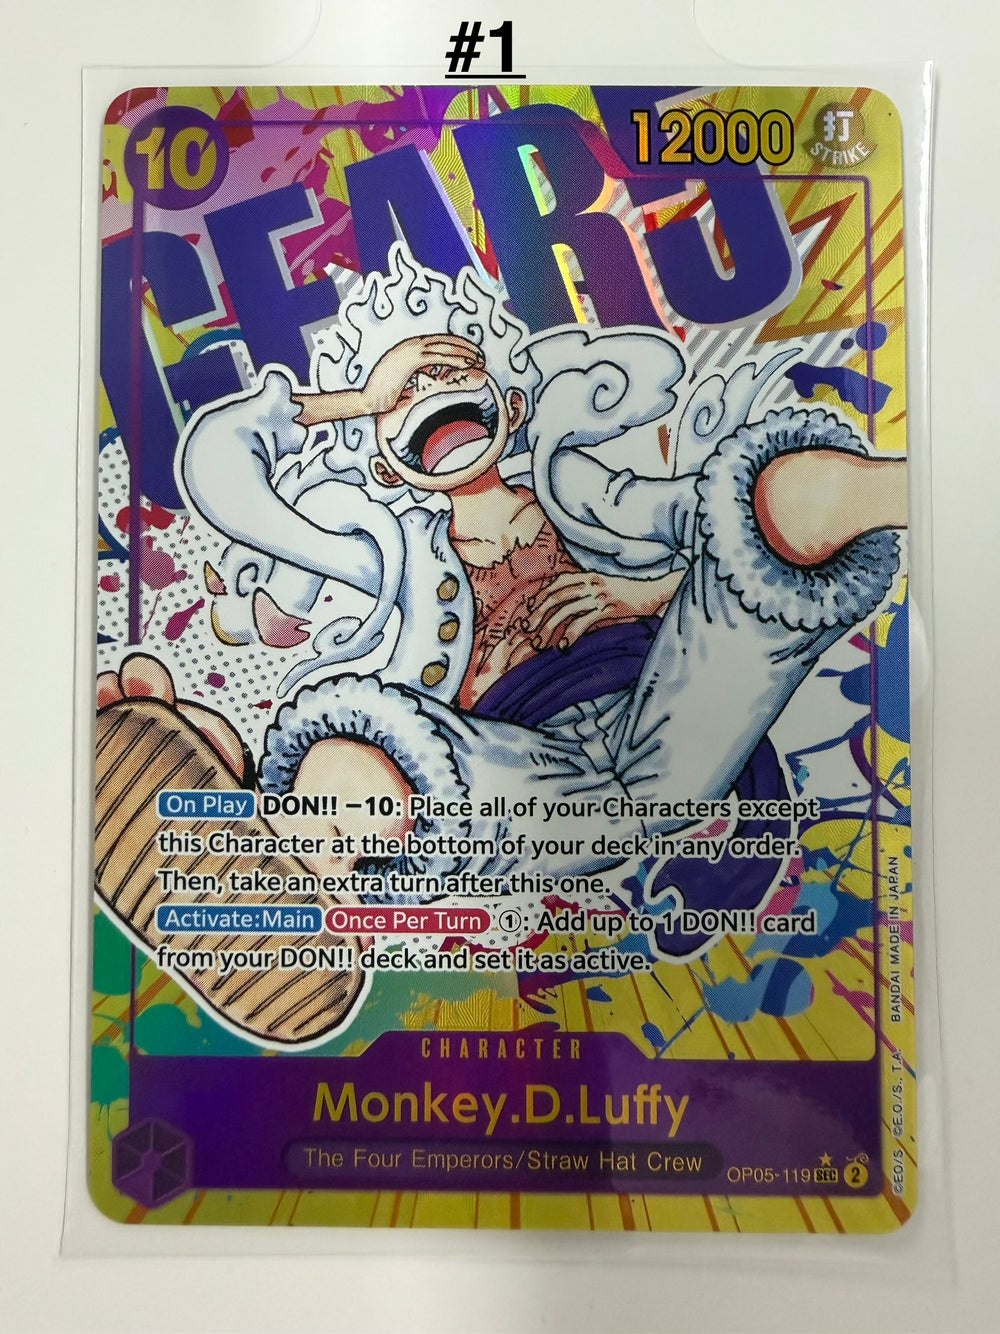 #1
10
12000
打
STRIKE
GEAR5
On Play DON!! −10: Place all of your Characters except
this Character at the bottom of your deck in any order.
Then, take an extra turn after this one.
Activate:Main Once Per Turn ①: Add up to 1 DON!! card
from your DON!! deck and set it as active.
CHARACTER
Monkey.D.Luffy
The Four Emperors/Straw Hat Crew
OP05-119 SEC 2
©E.O/S. ©E.O./S., T.A. BANDAI MADE IN JAPAN